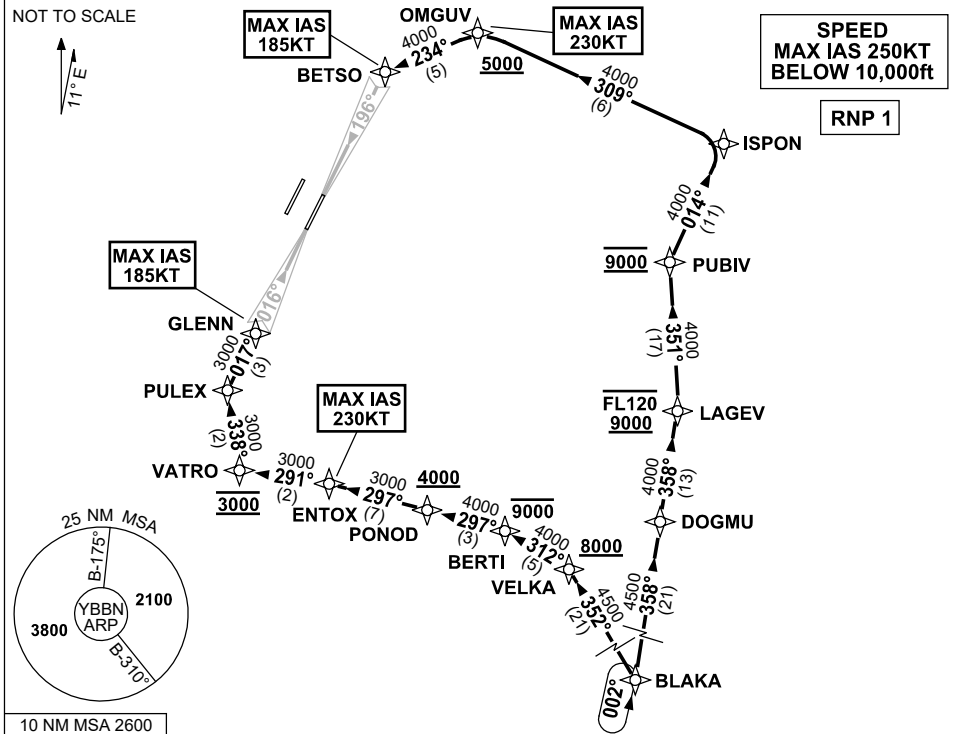 NOT TO SCALE
11° E
MAX IAS
185KT
BETSO
OMGUV
4000
234°
(5)
5000
MAX IAS
230KT
SPEED
MAX IAS 250KT
BELOW 10,000ft
RNP 1
4000
309°
(6)
ISPON
196°
4000
014°
(11)
9000
PUBIV
MAX IAS
185KT
016°
GLENN
3000
017°
(3)
4000
351°
(17)
PULEX
MAX IAS
230KT
FL120
9000
LAGEV
3000
338°
(2)
VATRO
3000
3000
291°
(2)
ENTOX
3000
297°
(7)
4000
PONOD
4000
297°
(3)
9000
BERTI
4000
312°
(5)
8000
VELKA
4000
358°
(13)
DOGMU
4500
352°
(21)
4500
358°
(21)
BLAKA
002°
25 NM MSA
B-175°
YBBN
ARP
2100
3800
B-310°
10 NM MSA 2600